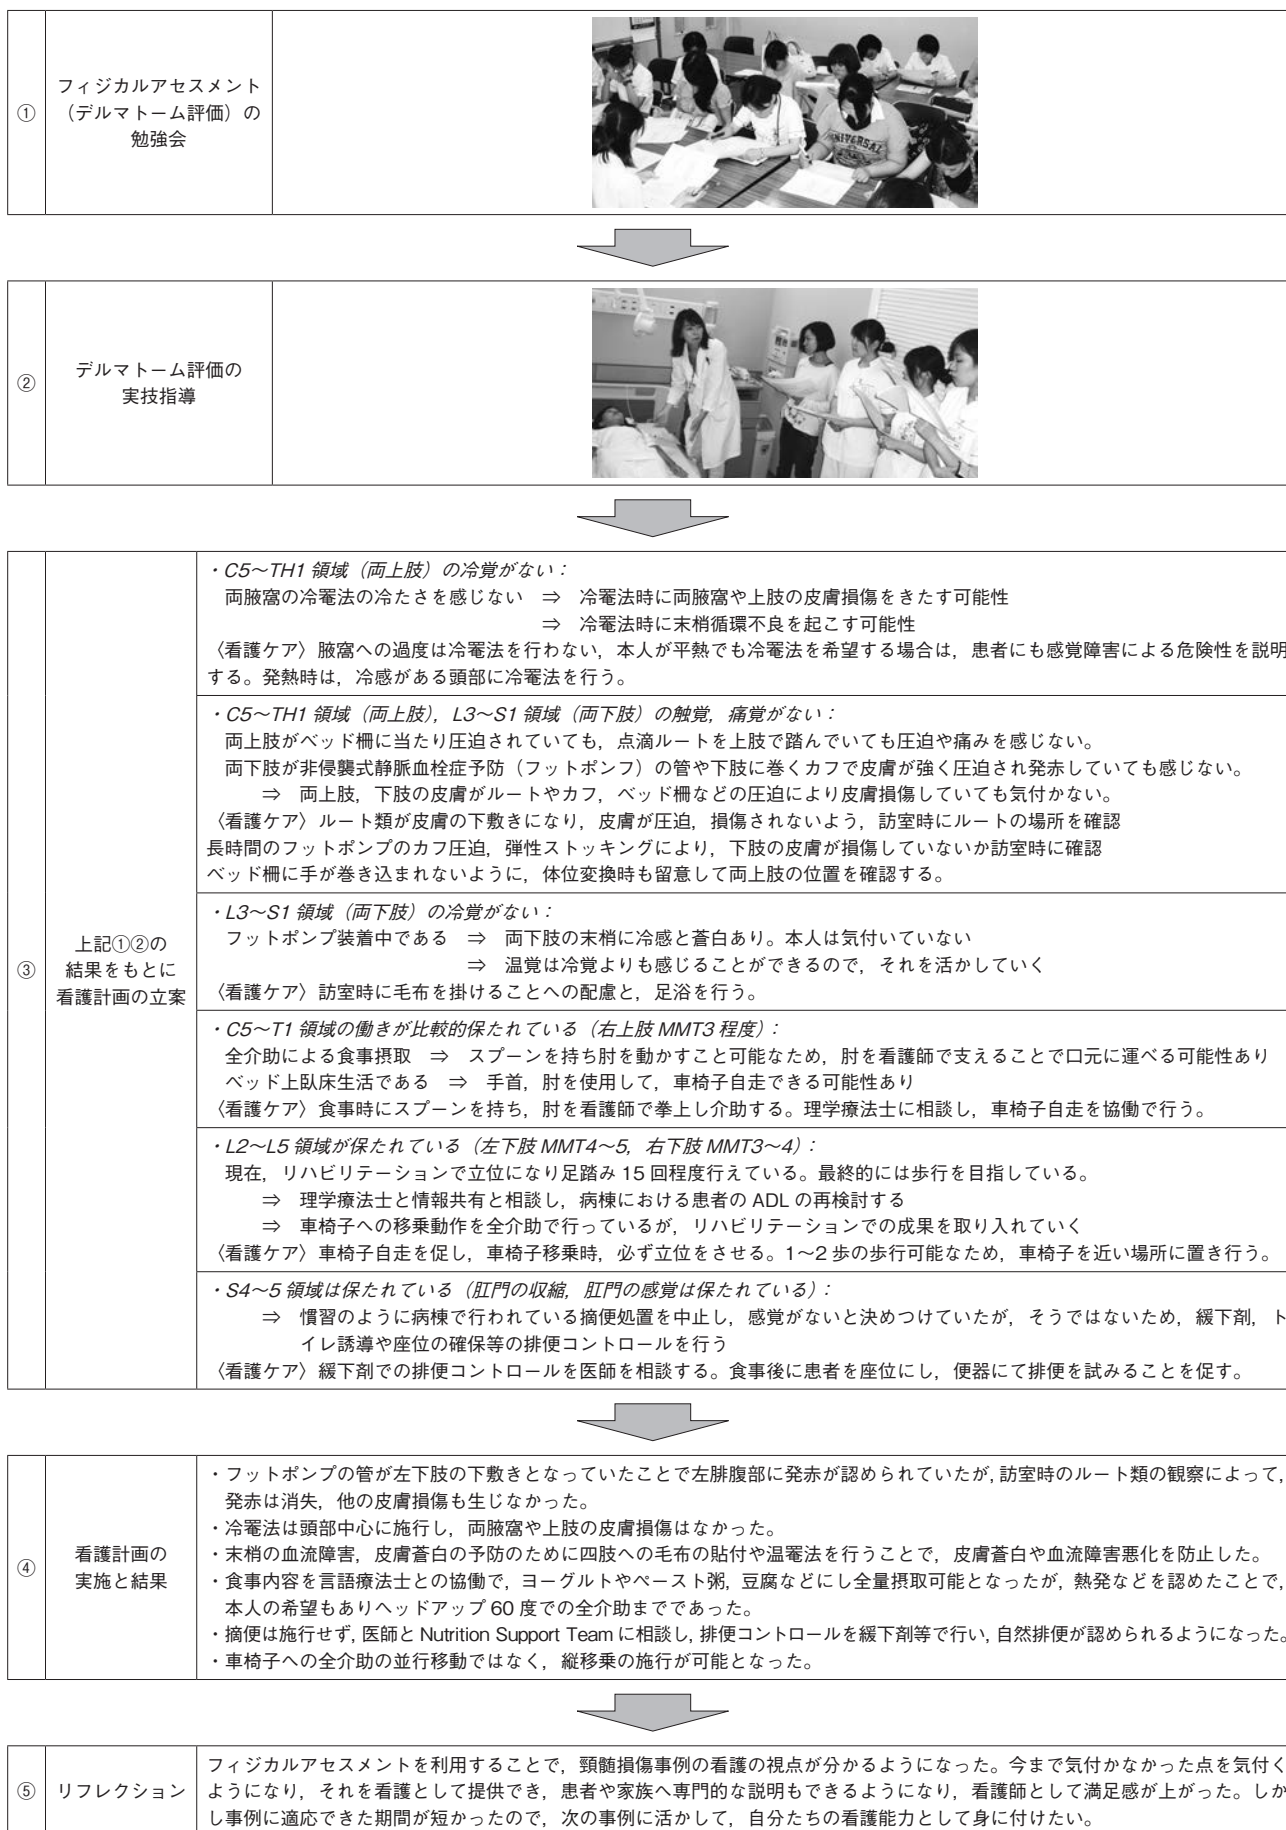 ①
フィジカルアセスメント
（デルマトーム評価）の
勉強会
UNIVERSAL
②
デルマトーム評価の
実技指導
③
上記①②の
結果をもとに
看護計画の立案
・C5～TH1 領域（両上肢）の冷覚がない：
両腋窩の冷罨法の冷たさを感じない　⇒　冷罨法時に両腋窩や上肢の皮膚損傷をきたす可能性
⇒　冷罨法時に末梢循環不良を起こす可能性
〈看護ケア〉腋窩への過度は冷罨法を行わない，本人が平熱でも冷罨法を希望する場合は，患者にも感覚障害による危険性を説明
する。発熱時は，冷感がある頭部に冷罨法を行う。
・C5～TH1 領域（両上肢），L3～S1 領域（両下肢）の触覚，痛覚がない：
両上肢がベッド柵に当たり圧迫されていても，点滴ルートを上肢で踏んでいても圧迫や痛みを感じない。
両下肢が非侵襲式静脈血栓症予防（フットポンフ）の管や下肢に巻くカフで皮膚が強く圧迫され発赤していても感じない。
⇒　両上肢，下肢の皮膚がルートやカフ，ベッド柵などの圧迫により皮膚損傷していても気付かない。
〈看護ケア〉ルート類が皮膚の下敷きになり，皮膚が圧迫，損傷されないよう，訪室時にルートの場所を確認
長時間のフットポンプのカフ圧迫，弾性ストッキングにより，下肢の皮膚が損傷していないか訪室時に確認
ベッド柵に手が巻き込まれないように，体位変換時も留意して両上肢の位置を確認する。
・L3～S1 領域（両下肢）の冷覚がない：
フットポンプ装着中である　⇒　両下肢の末梢に冷感と蒼白あり。本人は気付いていない
⇒　温覚は冷覚よりも感じることができるので，それを活かしていく
〈看護ケア〉訪室時に毛布を掛けることへの配慮と，足浴を行う。
・C5～T1 領域の働きが比較的保たれている（右上肢 MMT3 程度）：
全介助による食事摂取　⇒　スプーンを持ち肘を動かすこと可能なため，肘を看護師で支えることで口元に運べる可能性あり
ベッド上臥床生活である　⇒　手首，肘を使用して，車椅子自走できる可能性あり
〈看護ケア〉食事時にスプーンを持ち，肘を看護師で挙上し介助する。理学療法士に相談し，車椅子自走を協働で行う。
・L2～L5 領域が保たれている（左下肢 MMT4～5，右下肢 MMT3～4）：
現在，リハビリテーションで立位になり足踏み 15 回程度行えている。最終的には歩行を目指している。
⇒　理学療法士と情報共有と相談し，病棟における患者の ADL の再検討する
⇒　車椅子への移乗動作を全介助で行っているが，リハビリテーションでの成果を取り入れていく
〈看護ケア〉車椅子自走を促し，車椅子移乗時，必ず立位をさせる。1～2 歩の歩行可能なため，車椅子を近い場所に置き行う。
・S4～5 領域は保たれている（肛門の収縮，肛門の感覚は保たれている）：
⇒　慣習のように病棟で行われている摘便処置を中止し，感覚がないと決めつけていたが，そうではないため，緩下剤，ト
イレ誘導や座位の確保等の排便コントロールを行う
〈看護ケア〉緩下剤での排便コントロールを医師を相談する。食事後に患者を座位にし，便器にて排便を試みることを促す。
④
看護計画の
実施と結果
・フットポンプの管が左下肢の下敷きとなっていたことで左腓腹部に発赤が認められていたが，訪室時のルート類の観察によって，
発赤は消失，他の皮膚損傷も生じなかった。
・冷罨法は頭部中心に施行し，両腋窩や上肢の皮膚損傷はなかった。
・末梢の血流障害，皮膚蒼白の予防のために四肢への毛布の貼付や温罨法を行うことで，皮膚蒼白や血流障害悪化を防止した。
・食事内容を言語療法士との協働で，ヨーグルトやペースト粥，豆腐などにし全量摂取可能となったが，熱発などを認めたことで，
本人の希望もありヘッドアップ 60 度での全介助までであった。
・摘便は施行せず，医師と Nutrition Support Team に相談し，排便コントロールを緩下剤等で行い，自然排便が認められるようになった。
・車椅子への全介助の並行移動ではなく，縦移乗の施行が可能となった。
⑤
リフレクション
フィジカルアセスメントを利用することで，頸髄損傷事例の看護の視点が分かるようになった。今まで気付かなかった点を気付く
ようになり，それを看護として提供でき，患者や家族へ専門的な説明もできるようになり，看護師として満足感が上がった。しか
し事例に適応できた期間が短かったので，次の事例に活かして，自分たちの看護能力として身に付けたい。